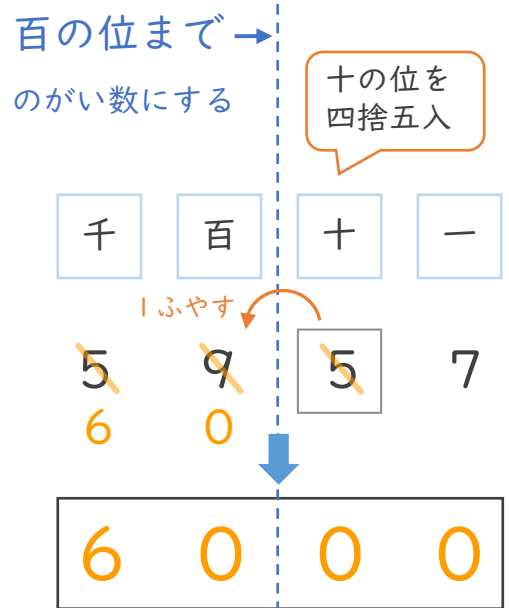 百の位まで→
のがい数にする
十の位を
四捨五入
千 百 十 一
1ふやす
5 9 5 7
6 0
6 0 0 0